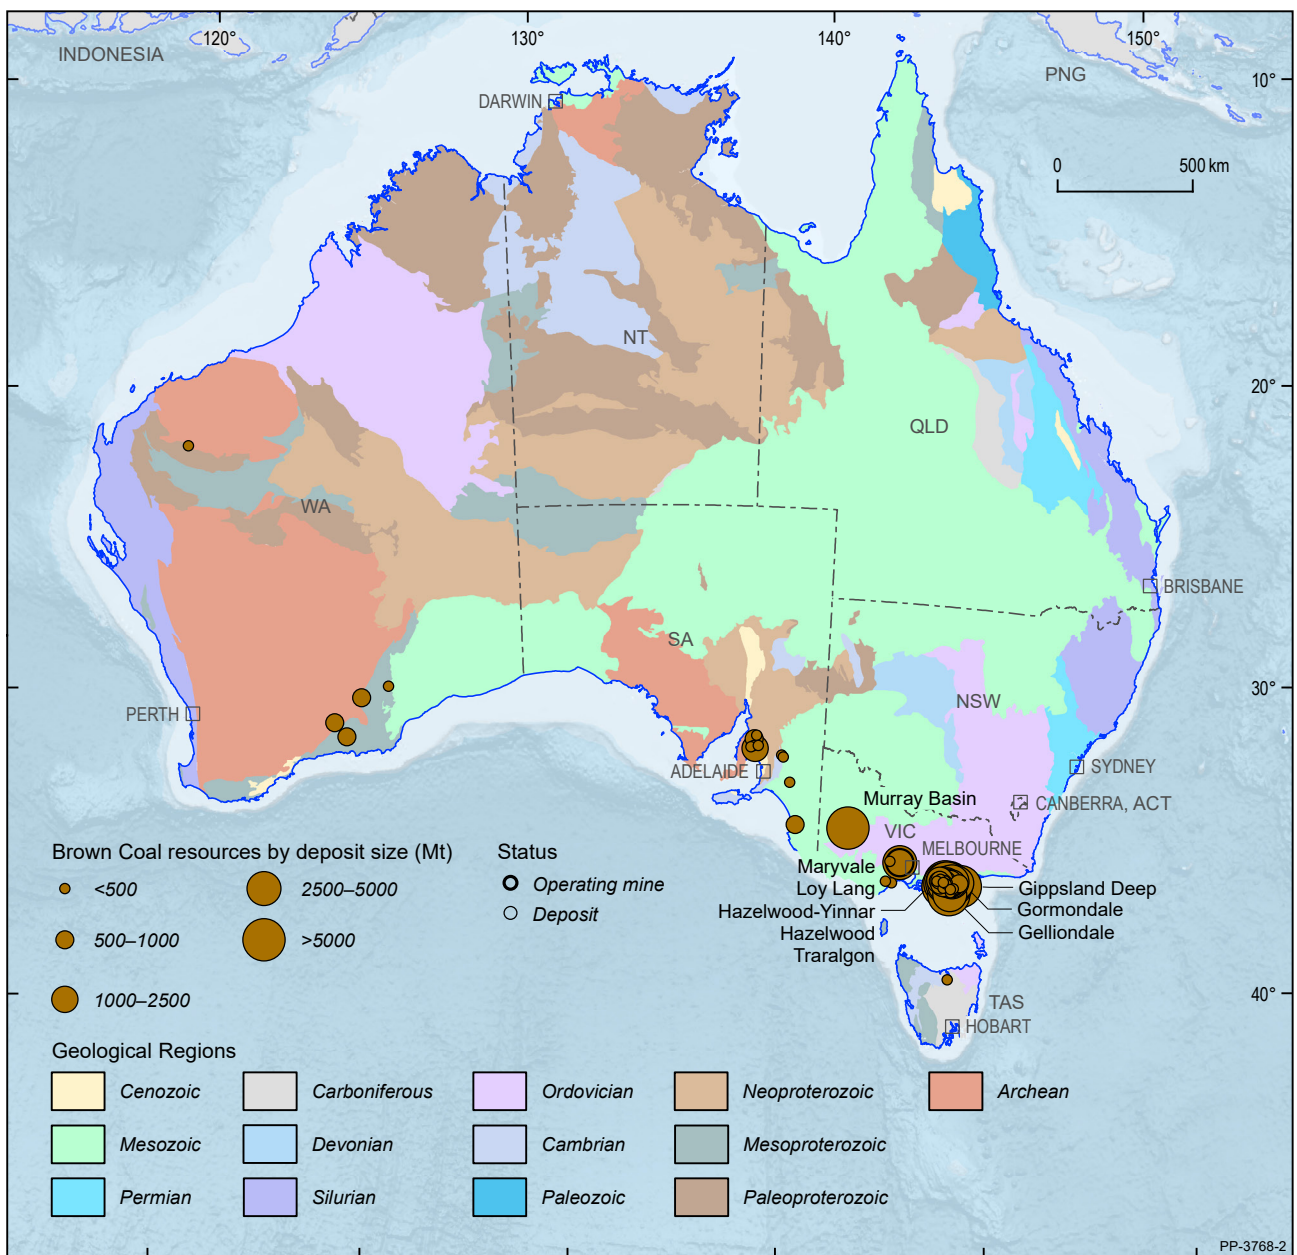 120°
130°
140°
150°
INDONESIA
PNG
10°
DARWIN
0
500 km
NT
20°
QLD
WA
BRISBANE
SA
30°
NSW
PERTH
SYDNEY
ADELAIDE
Murray Basin
CANBERRA, ACT
VIC
MELBOURNE
Maryvale
Loy Lang
Hazelwood-Yinnar
Hazelwood
Traralgon
Gippsland Deep
Gormondale
Gelliondale
40°
TAS
HOBART
Brown Coal resources by deposit size (Mt)
<500
2500–5000
500–1000
>5000
1000–2500
Status
Operating mine
Deposit
Geological Regions
Cenozoic
Carboniferous
Ordovician
Neoproterozoic
Archean
Mesozoic
Devonian
Cambrian
Mesoproterozoic
Permian
Silurian
Paleozoic
Paleoproterozoic
PP-3768-2